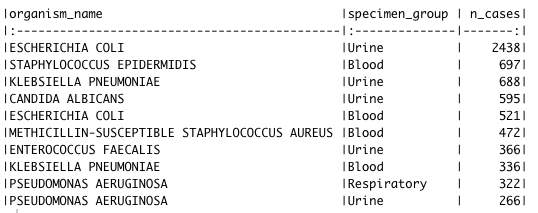 |organism_name |specimen_group | n_cases|
|:-----------------------------------------|:--------------|-------:|
|ESCHERICHIA COLI |Urine | 2438|
|STAPHYLOCOCCUS EPIDERMIDIS |Blood | 697|
|KLEBSIELLA PNEUMONIAE |Urine | 688|
|CANDIDA ALBICANS |Urine | 595|
|ESCHERICHIA COLI |Blood | 521|
|METHICILLIN-SUSCEPTIBLE STAPHYLOCOCCUS AUREUS |Blood | 472|
|ENTEROCOCCUS FAECALIS |Urine | 366|
|KLEBSIELLA PNEUMONIAE |Blood | 336|
|PSEUDOMONAS AERUGINOSA |Respiratory | 322|
|PSEUDOMONAS AERUGINOSA |Urine | 266|